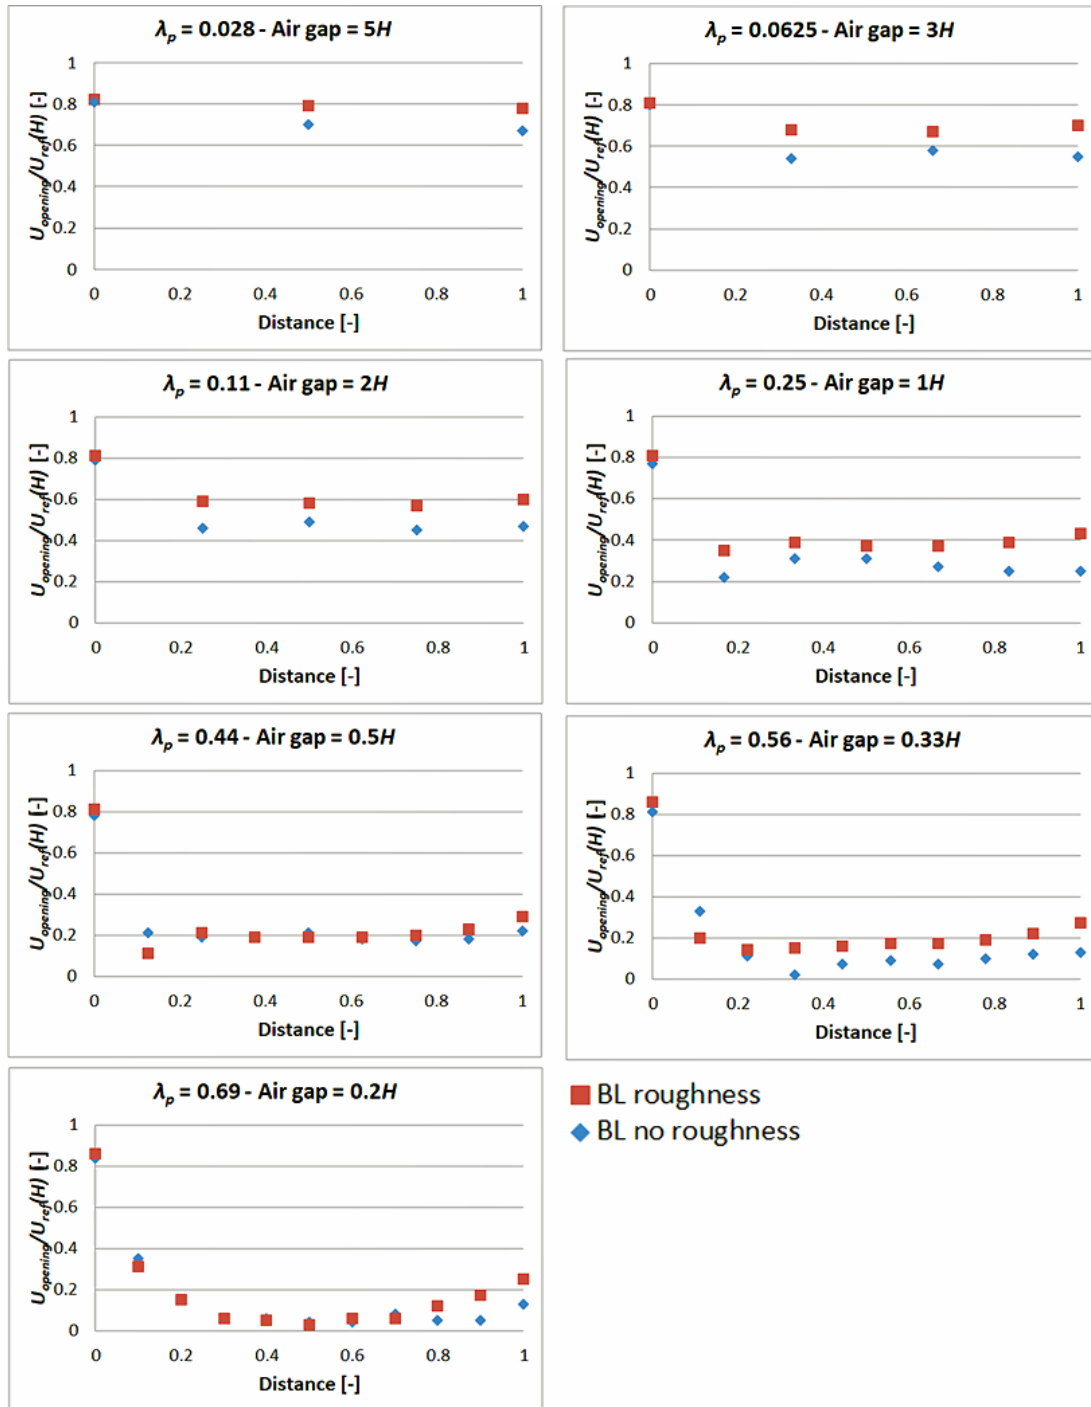 λp = 0.028 - Air gap = 5H
Uopening/Uref(H) [-]
1
0.8
0.6
0.4
0.2
0
0 0.2 0.4 0.6 0.8 1
Distance [-]
λp = 0.0625 - Air gap = 3H
Uopening/Uref(H) [-]
1
0.8
0.6
0.4
0.2
0
0 0.2 0.4 0.6 0.8 1
Distance [-]
λp = 0.11 - Air gap = 2H
Uopening/Uref(H) [-]
1
0.8
0.6
0.4
0.2
0
0 0.2 0.4 0.6 0.8 1
Distance [-]
λp = 0.25 - Air gap = 1H
Uopening/Uref(H) [-]
1
0.8
0.6
0.4
0.2
0
0 0.2 0.4 0.6 0.8 1
Distance [-]
λp = 0.44 - Air gap = 0.5H
Uopening/Uref(H) [-]
1
0.8
0.6
0.4
0.2
0
0 0.2 0.4 0.6 0.8 1
Distance [-]
λp = 0.56 - Air gap = 0.33H
Uopening/Uref(H) [-]
1
0.8
0.6
0.4
0.2
0
0 0.2 0.4 0.6 0.8 1
Distance [-]
λp = 0.69 - Air gap = 0.2H
Uopening/Uref(H) [-]
1
0.8
0.6
0.4
0.2
0
0 0.2 0.4 0.6 0.8 1
Distance [-]
BL roughness
BL no roughness